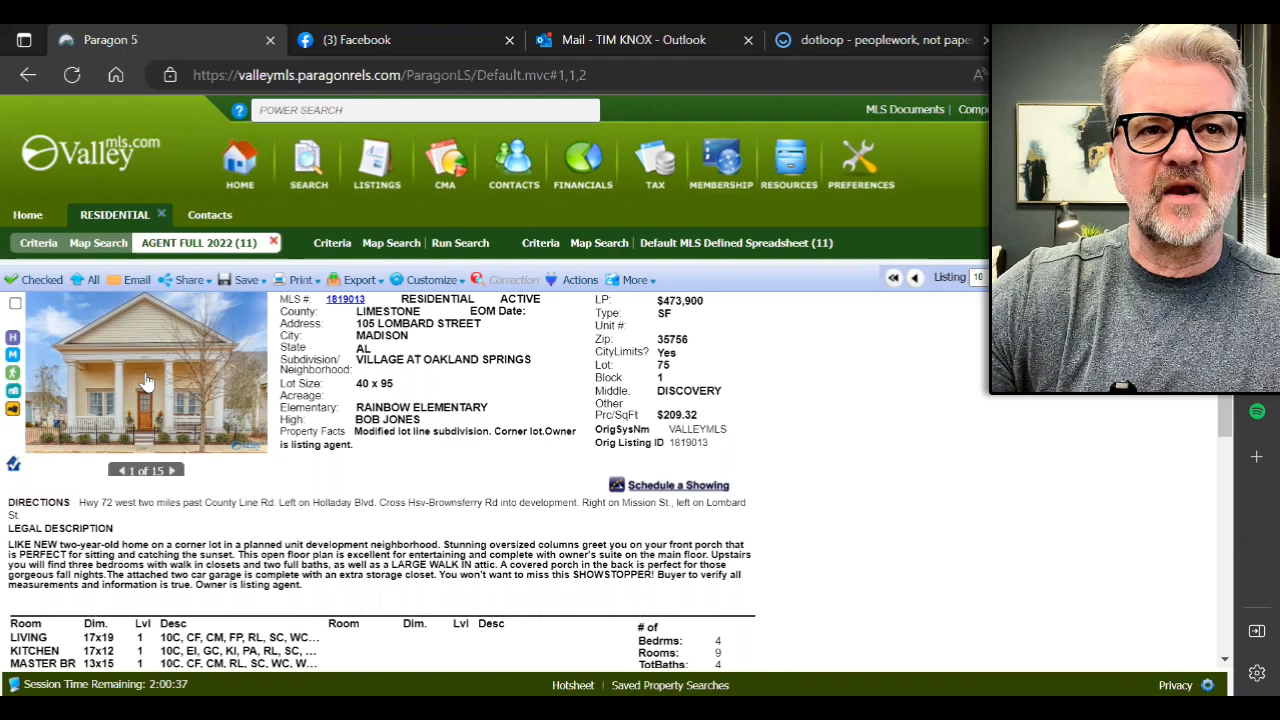 Paragon 5
(3) Facebook
Mail - TIM KNOX - Outlook
dotloop - peoplework, not pape
https://valleymls.paragonrels.com/ParagonLS/Default.mvc#1,1,2
POWER SEARCH
MLS Documents
Valleymls.com
HOME
SEARCH
LISTINGS
CMA
CONTACTS
FINANCIALS
TAX
MEMBERSHIP
RESOURCES
PREFERENCES
Home
RESIDENTIAL
Contacts
Criteria Map Search AGENT FULL 2022 (11) Criteria Map Search Run Search Criteria Map Search Default MLS Defined Spreadsheet (11)
Checked All Email Share Save Print Export Customize Correction Actions More Listing 10
MLS #: 1819013 RESIDENTIAL ACTIVE
County: LIMESTONE EOM Date:
Address: 105 LOMBARD STREET
City: MADISON
State AL
Subdivision/ VILLAGE AT OAKLAND SPRINGS
Neighborhood:
Lot Size: 40 x 95
Acreage:
Elementary: RAINBOW ELEMENTARY
High: BOB JONES
Property Facts Modified lot line subdivision. Corner lot.Owner
is listing agent.
LP: $473,900
Type: SF
Unit #:
Zip: 35756
CityLimits? Yes
Lot: 75
Block 1
Middle: DISCOVERY
Other
Prc/SqFt $209.32
OrigSysNm VALLEYMLS
Orig Listing ID 1819013
1 of 15
Schedule a Showing
DIRECTIONS Hwy 72 west two miles past County Line Rd. Left on Holladay Blvd. Cross Hsv-Brownsferry Rd into development. Right on Mission St., left on Lombard
St.
LEGAL DESCRIPTION
LIKE NEW two-year-old home on a corner lot in a planned unit development neighborhood. Stunning oversized columns greet you on your front porch that
is PERFECT for sitting and catching the sunset. This open floor plan is excellent for entertaining and complete with owner's suite on the main floor. Upstairs
you will find three bedrooms with walk in closets and two full baths, as well as a LARGE WALK IN attic. A covered porch in the back is perfect for those
gorgeous fall nights.The attached two car garage is complete with an extra storage closet. You won't want to miss this SHOWSTOPPER! Buyer to verify all
measurements and information is true. Owner is listing agent.
Room Dim. Lvl Desc Room Dim. Lvl Desc
LIVING 17x19 1 10C, CF, CM, FP, RL, SC, WC...
KITCHEN 17x12 1 10C, EI, GC, KI, PA, RL, SC, ...
MASTER BR 13x15 1 10C, CF, CM, RL, SC, WC, W...
# of
Bedrms: 4
Rooms: 9
TotBaths: 4
Session Time Remaining: 2:00:37
Hotsheet
Saved Property Searches
Privacy